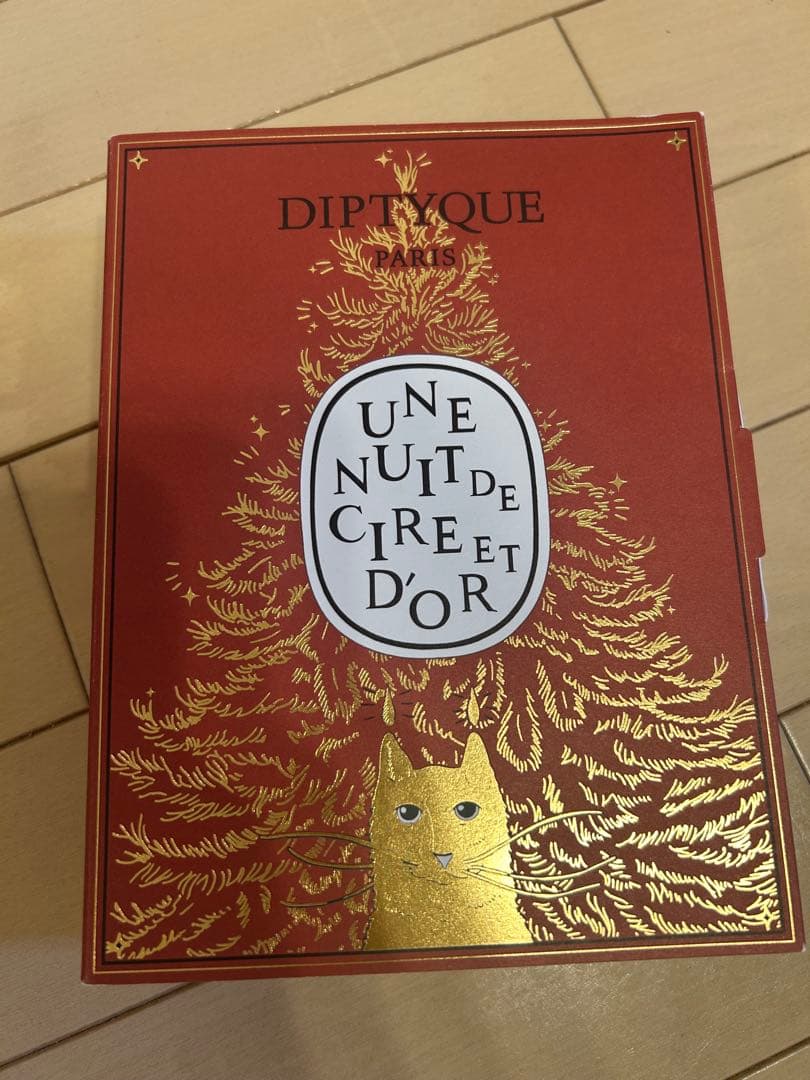 DIPTYQUE
PARIS
UNE
NUIT DE
CIRE ET
D'OR